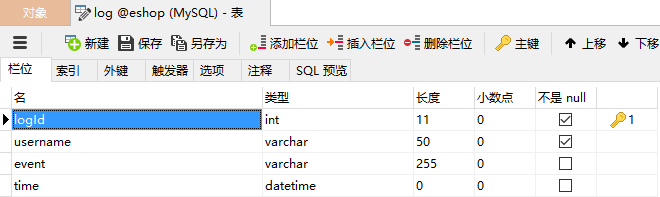 对象 log @eshop (MySQL) - 表
新建 保存 另存为 添加栏位 插入栏位 删除栏位 主键 上移 下移
栏位 索引 外键 触发器 选项 注释 SQL 预览
名 类型 长度 小数点 不是 null
logId int 11 0 1
username varchar 50 0
event varchar 255 0
time datetime 0 0